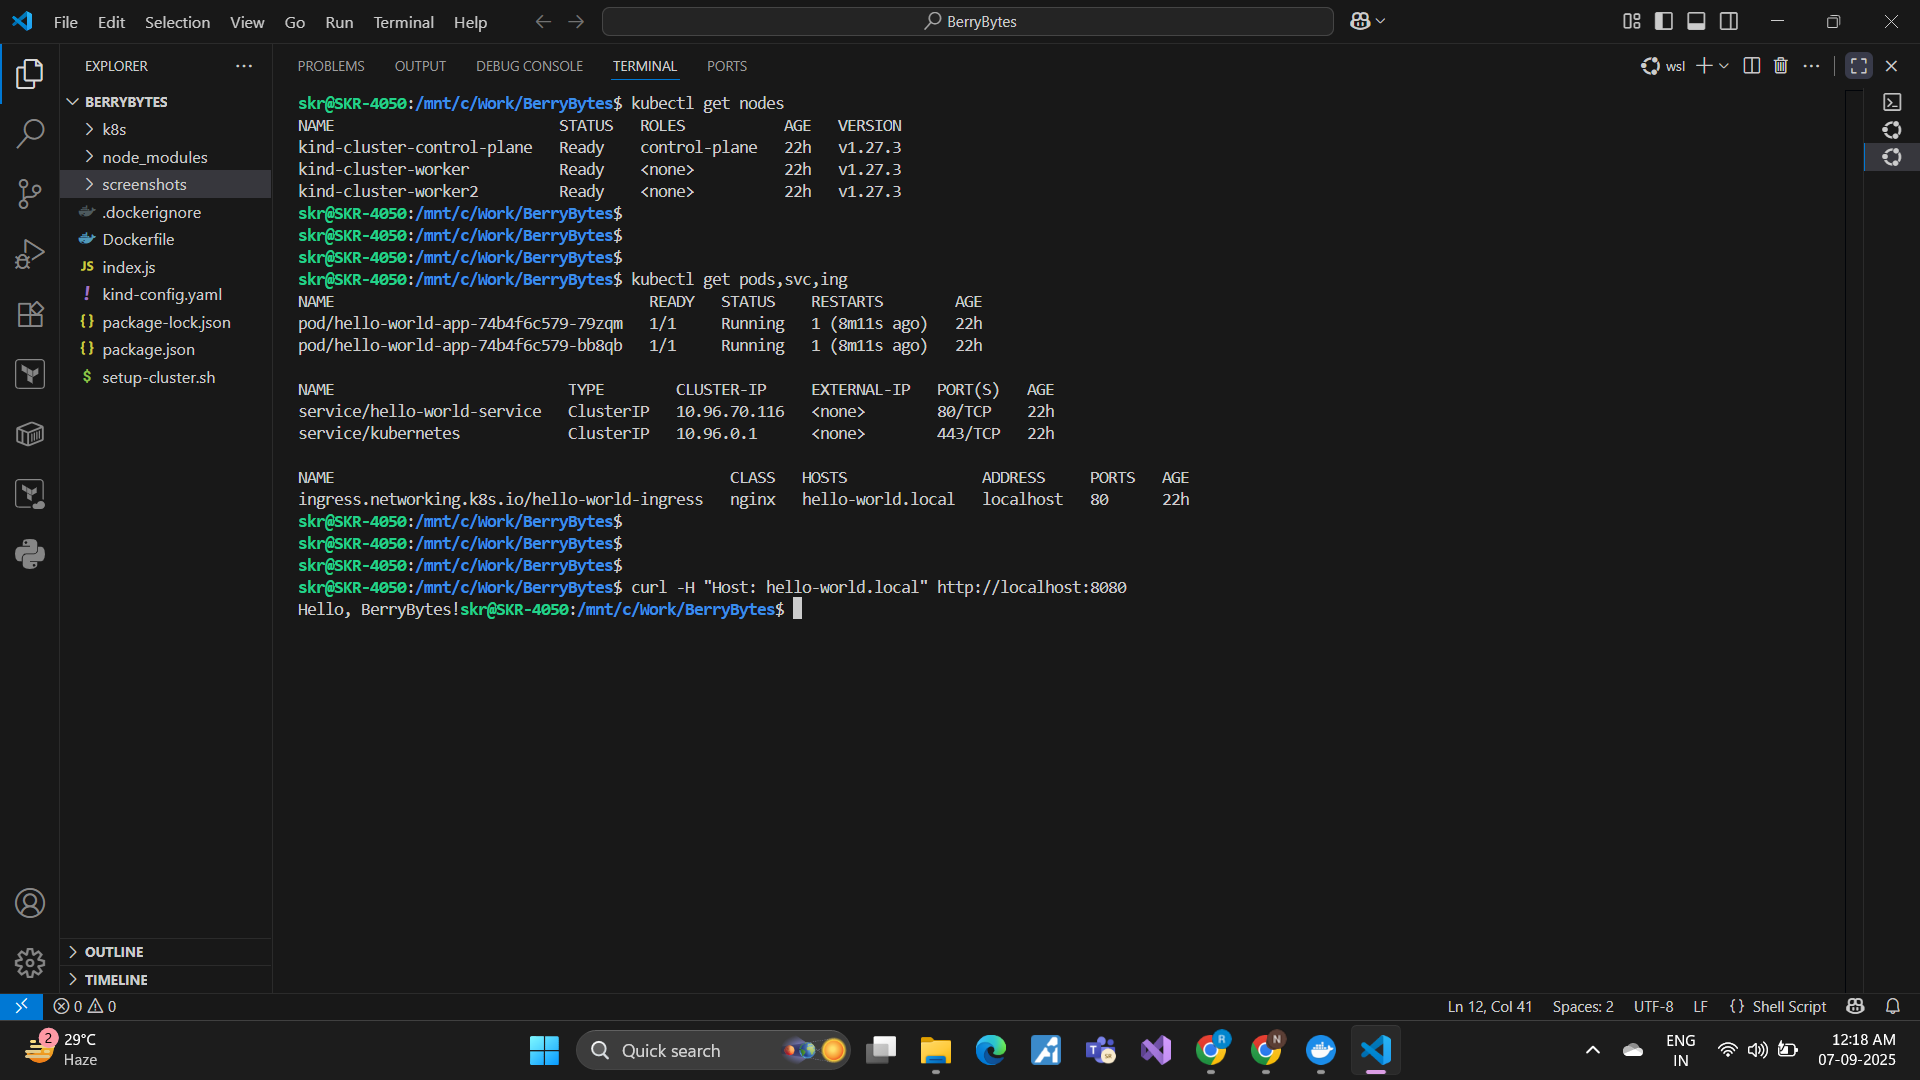 File Edit Selection View Go Run Terminal Help
BerryBytes
EXPLORER
BERRYBYTES
k8s
node_modules
screenshots
.dockerignore
Dockerfile
JS index.js
! kind-config.yaml
{} package-lock.json
{} package.json
$ setup-cluster.sh
OUTLINE
TIMELINE
PROBLEMS OUTPUT DEBUG CONSOLE TERMINAL PORTS
wsl
skr@SKR-4050:/mnt/c/Work/BerryBytes$ kubectl get nodes
NAME STATUS ROLES AGE VERSION
kind-cluster-control-plane Ready control-plane 22h v1.27.3
kind-cluster-worker Ready <none> 22h v1.27.3
kind-cluster-worker2 Ready <none> 22h v1.27.3
skr@SKR-4050:/mnt/c/Work/BerryBytes$
skr@SKR-4050:/mnt/c/Work/BerryBytes$
skr@SKR-4050:/mnt/c/Work/BerryBytes$
skr@SKR-4050:/mnt/c/Work/BerryBytes$ kubectl get pods,svc,ing
NAME READY STATUS RESTARTS AGE
pod/hello-world-app-74b4f6c579-79zqm 1/1 Running 1 (8m11s ago) 22h
pod/hello-world-app-74b4f6c579-bb8qb 1/1 Running 1 (8m11s ago) 22h
NAME TYPE CLUSTER-IP EXTERNAL-IP PORT(S) AGE
service/hello-world-service ClusterIP 10.96.70.116 <none> 80/TCP 22h
service/kubernetes ClusterIP 10.96.0.1 <none> 443/TCP 22h
NAME CLASS HOSTS ADDRESS PORTS AGE
ingress.networking.k8s.io/hello-world-ingress nginx hello-world.local localhost 80 22h
skr@SKR-4050:/mnt/c/Work/BerryBytes$
skr@SKR-4050:/mnt/c/Work/BerryBytes$
skr@SKR-4050:/mnt/c/Work/BerryBytes$
skr@SKR-4050:/mnt/c/Work/BerryBytes$ curl -H "Host: hello-world.local" http://localhost:8080
Hello, BerryBytes!skr@SKR-4050:/mnt/c/Work/BerryBytes$
0 0
Ln 12, Col 41 Spaces: 2 UTF-8 LF {} Shell Script
2
29°C
Haze
Quick search
R
N
ENG
IN
12:18 AM
07-09-2025